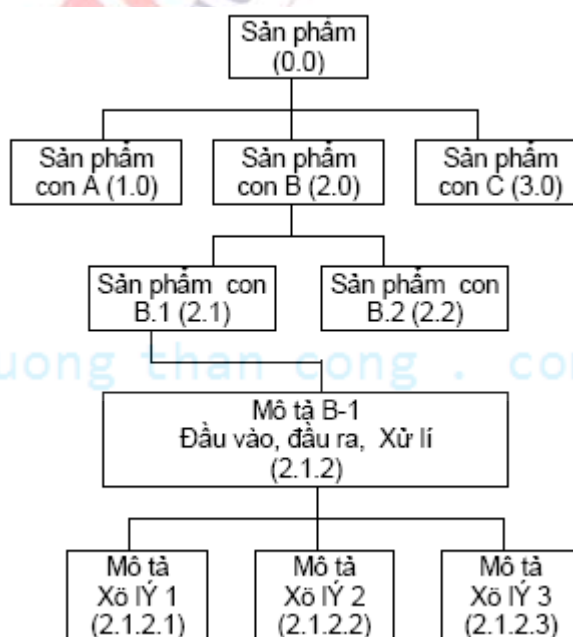 Sản phẩm
(0.0)
Sản phẩm
con A (1.0)
Sản phẩm
con B (2.0)
Sản phẩm
con C (3.0)
Sản phẩm con
B.1 (2.1)
Sản phẩm con
B.2 (2.2)
uong than cong . con
Mô tả B-1
Đầu vào, đầu ra, Xử lí
(2.1.2)
Mô tả
Xö lÝ 1
(2.1.2.1)
Mô tả
Xö lÝ 2
(2.1.2.2)
Mô tả
Xö lÝ 3
(2.1.2.3)